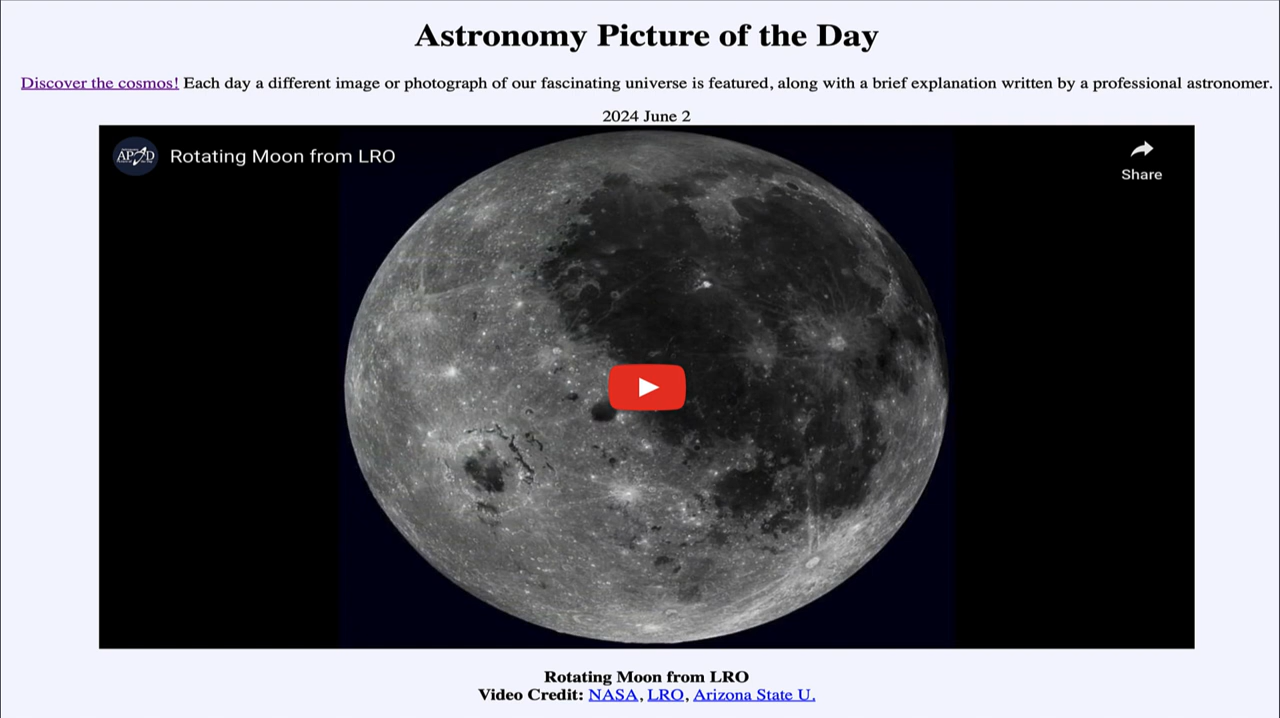 Astronomy Picture of the Day
Discover the cosmos! Each day a different image or photograph of our fascinating universe is featured, along with a brief explanation written by a professional astronomer.
2024 June 2
APOD
Rotating Moon from LRO
Share
Rotating Moon from LRO
Video Credit: NASA, LRO, Arizona State U.